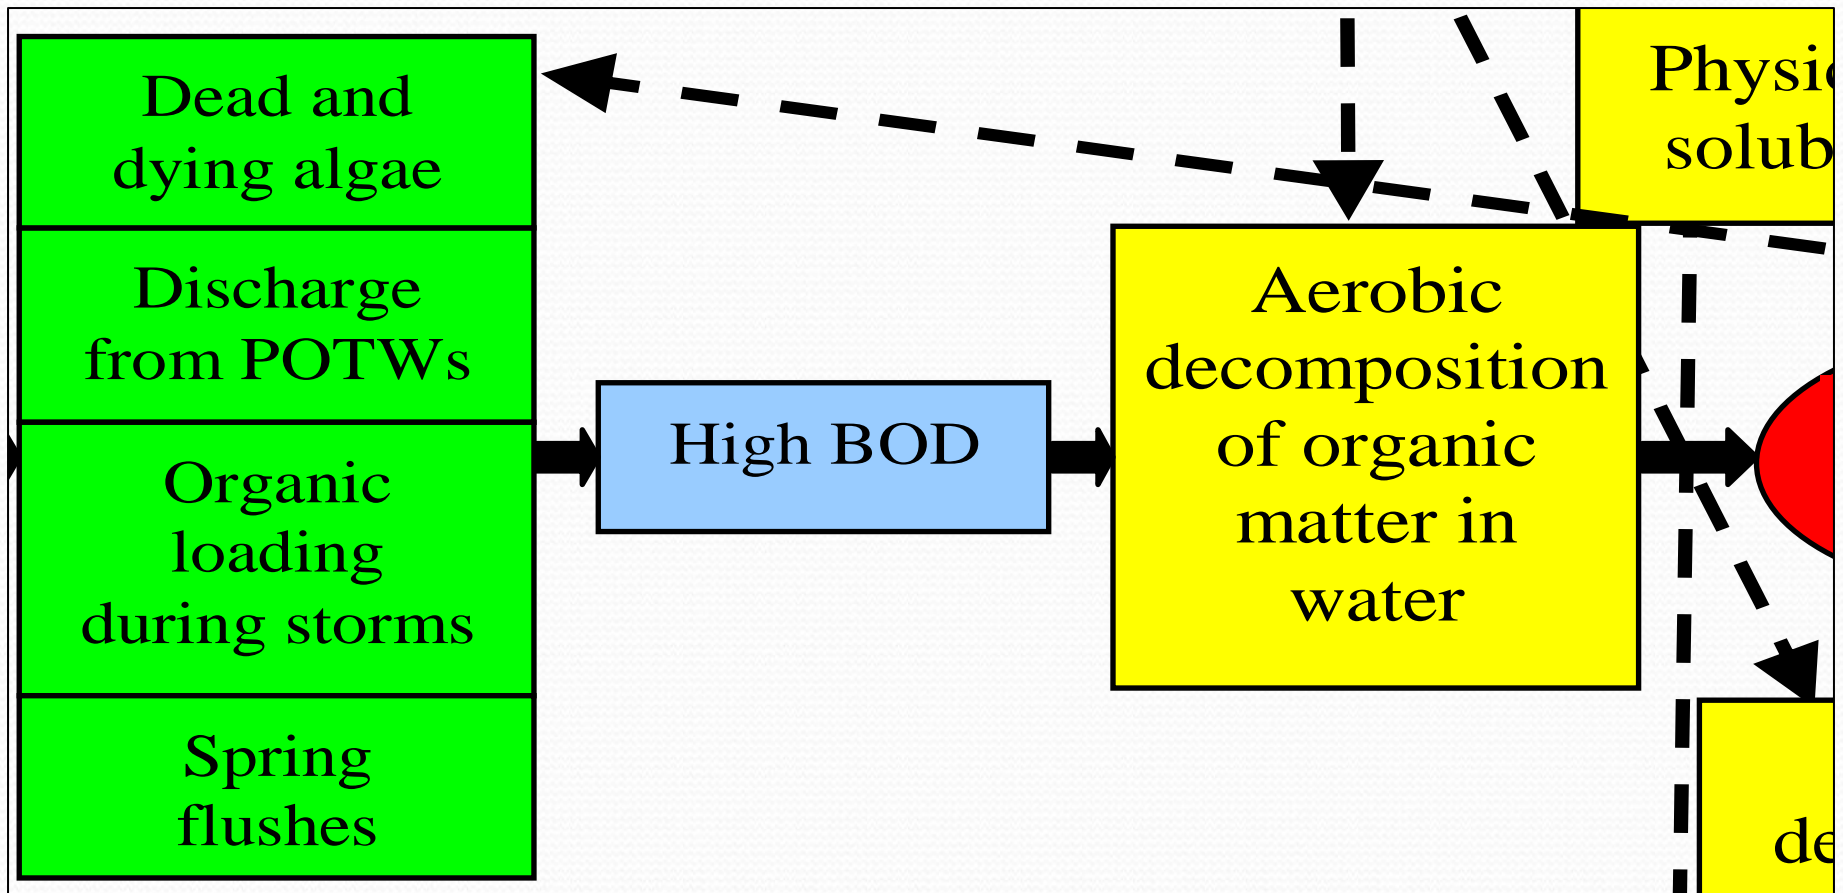 Dead and
dying algae
Discharge
from POTWs
Organic
loading
during storms
Spring
flushes
High BOD
Aerobic
decomposition
of organic
matter in
water